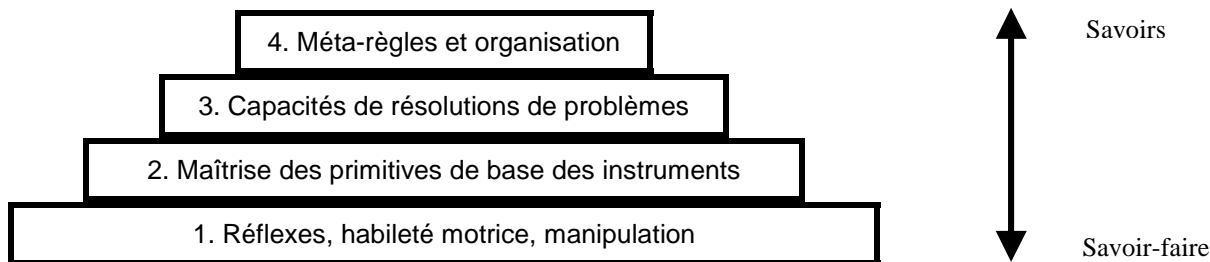 4. Méta-règles et organisation
Savoirs
3. Capacités de résolutions de problèmes
2. Maîtrise des primitives de base des instruments
1. Réflexes, habileté motrice, manipulation
Savoir-faire